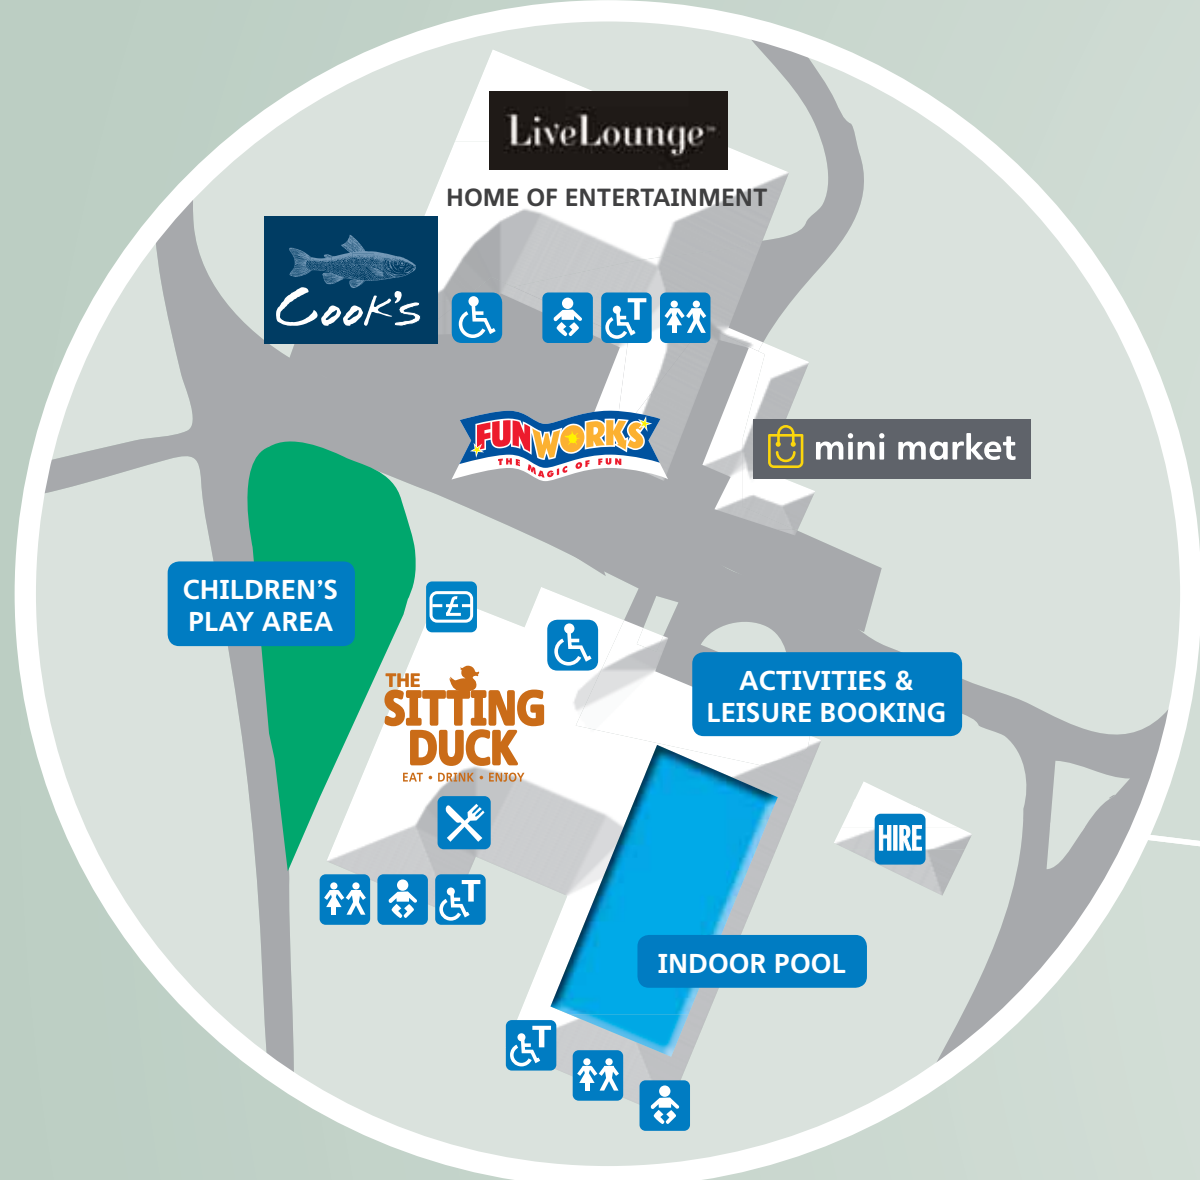 LiveLounge™
HOME OF ENTERTAINMENT
Cook's
T
FUNWORKS
THE MAGIC OF FUN
mini market
CHILDREN’S
PLAY AREA
£
THE
SITTING
DUCK
EAT • DRINK • ENJOY
ACTIVITIES &
LEISURE BOOKING
HIRE
T
INDOOR POOL
T